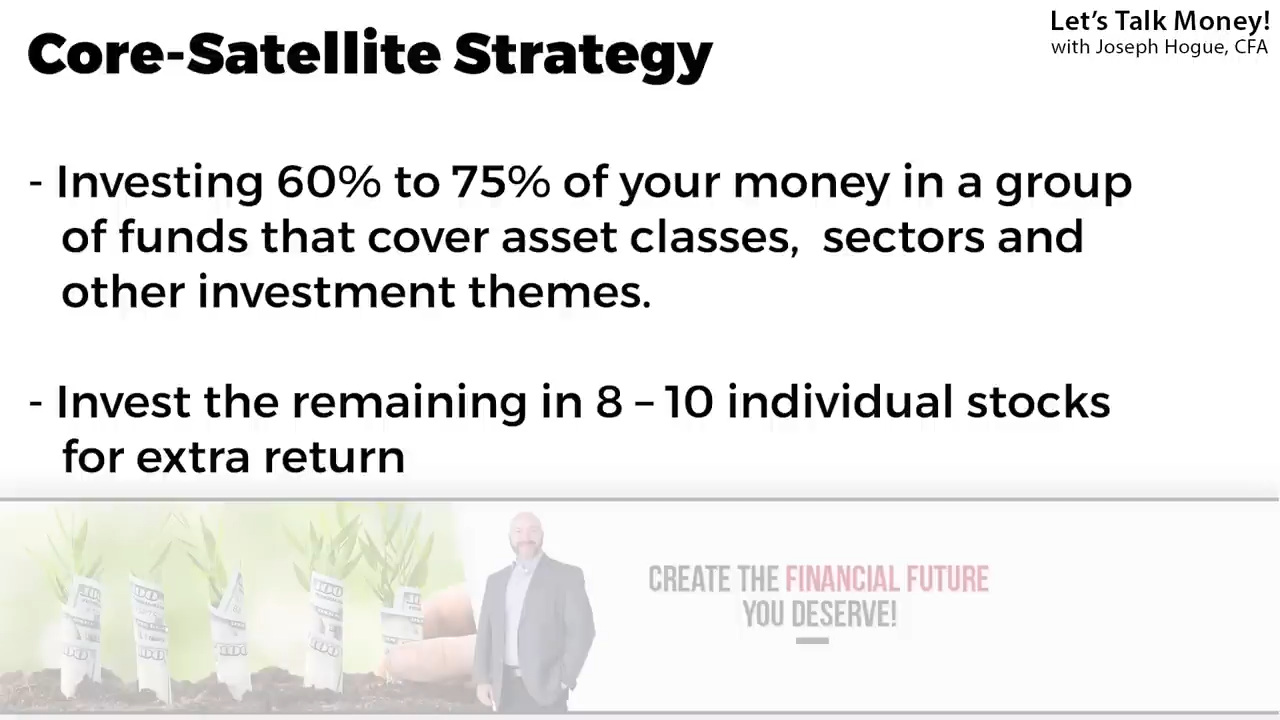 Core-Satellite Strategy
Let's Talk Money!
with Joseph Hogue, CFA
- Investing 60% to 75% of your money in a group
of funds that cover asset classes,  sectors and
other investment themes.
- Invest the remaining in 8 – 10 individual stocks
for extra return
CREATE THE FINANCIAL FUTURE
YOU DESERVE!